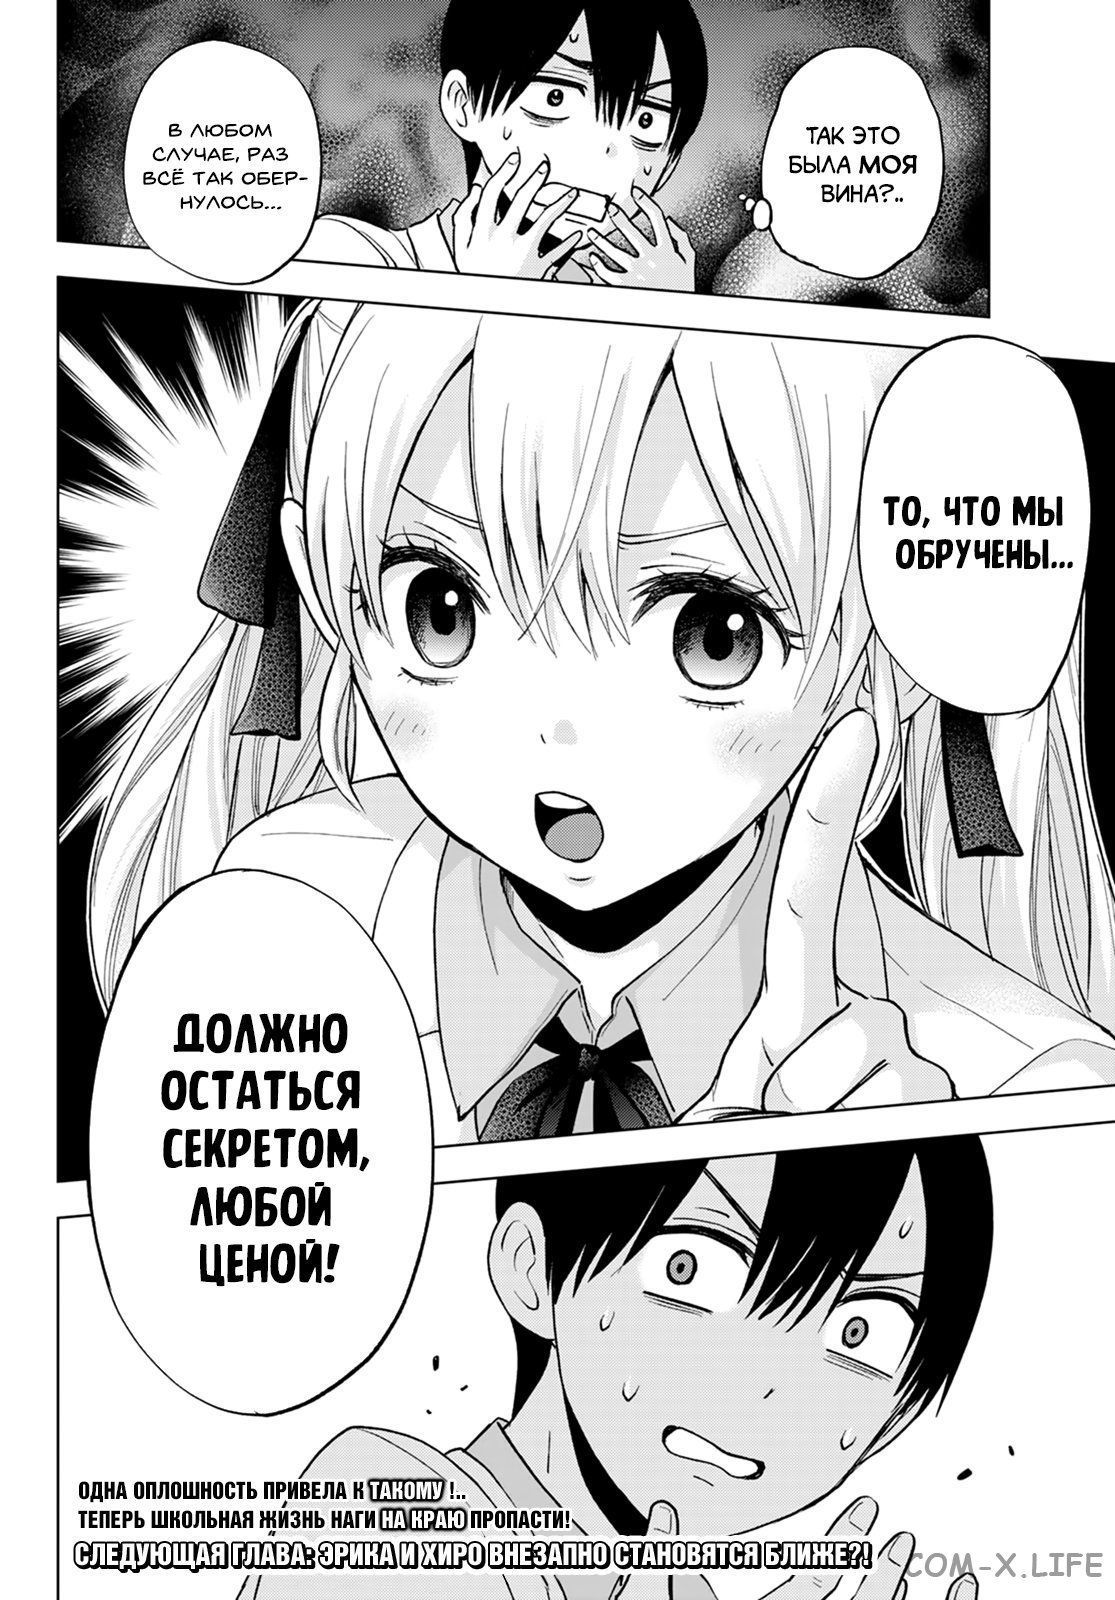 ТАК ЭТО
БЫЛА МОЯ
ВИНА?..
В ЛЮБОМ
СЛУЧАЕ, РАЗ
ВСЁ ТАК ОБЕР-
НУЛОСЬ...
ТО, ЧТО МЫ
ОБРУЧЕНЫ...
ДОЛЖНО
ОСТАТЬСЯ
СЕКРЕТОМ,
ЛЮБОЙ
ЦЕНОЙ!
ОДНА ОПЛОШНОСТЬ ПРИВЕЛА К ТАКОМУ !..
ТЕПЕРЬ ШКОЛЬНАЯ ЖИЗНЬ НАГИ НА КРАЮ ПРОПАСТИ!
СЛЕДУЮЩАЯ ГЛАВА: ЭРИКА И ХИРО ВНЕЗАПНО СТАНОВЯТСЯ БЛИЖЕ?!
COM-X.LIFE